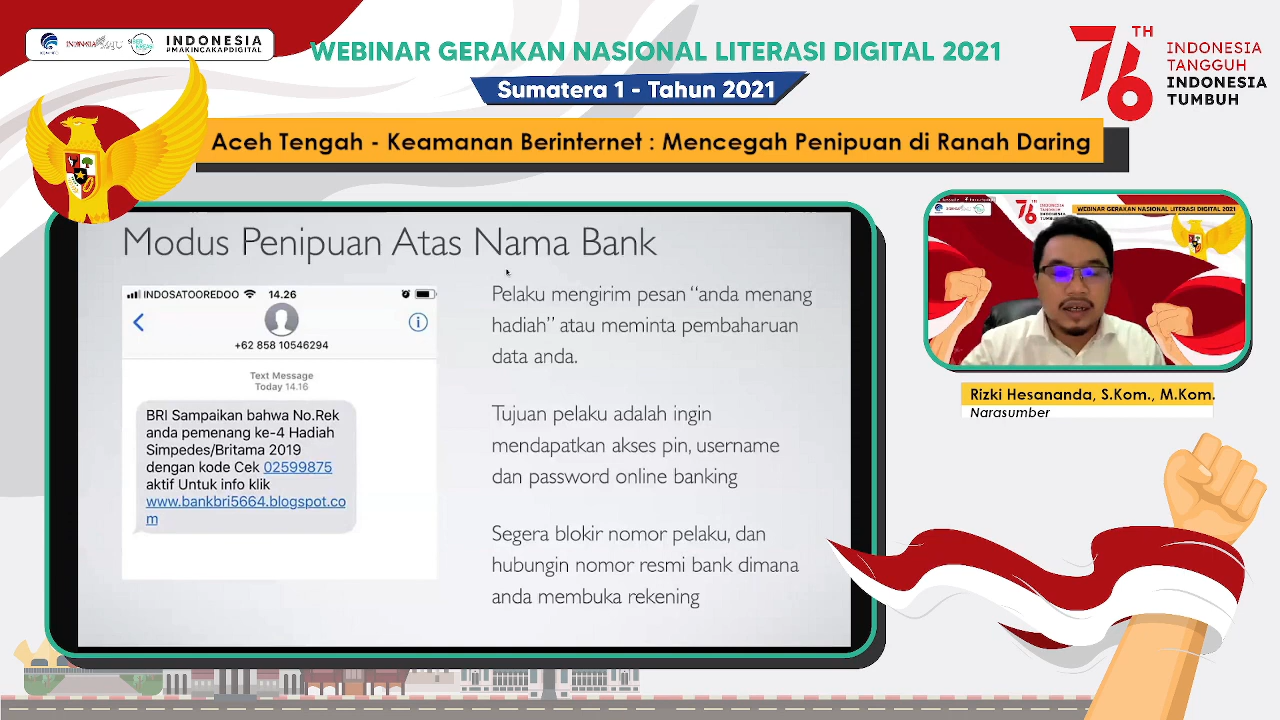 INDONESIA
#MAKINCAKAPDIGITAL
WEBINAR GERAKAN NASIONAL LITERASI DIGITAL 2021
Sumatera 1 - Tahun 2021
76TH
INDONESIA
TANGGUH
INDONESIA
TUMBUH
Aceh Tengah - Keamanan Berinternet : Mencegah Penipuan di Ranah Daring
Modus Penipuan Atas Nama Bank
INDOSATOOREDOO 14.26
+62 858 10546294
Text Message
Today 14.16
BRI Sampaikan bahwa No.Rek
anda pemenang ke-4 Hadiah
Simpedes/Britama 2019
dengan kode Cek 02599875
aktif Untuk info klik
www.bankbri5664.blogspot.co
m
Pelaku mengirim pesan “anda menang
hadiah” atau meminta pembaharuan
data anda.
Tujuan pelaku adalah ingin
mendapatkan akses pin, username
dan password online banking
Segera blokir nomor pelaku, dan
hubungin nomor resmi bank dimana
anda membuka rekening
WEBINAR GERAKAN NASIONAL LITERASI DIGITAL 2021
Rizki Hesananda, S.Kom., M.Kom.
Narasumber